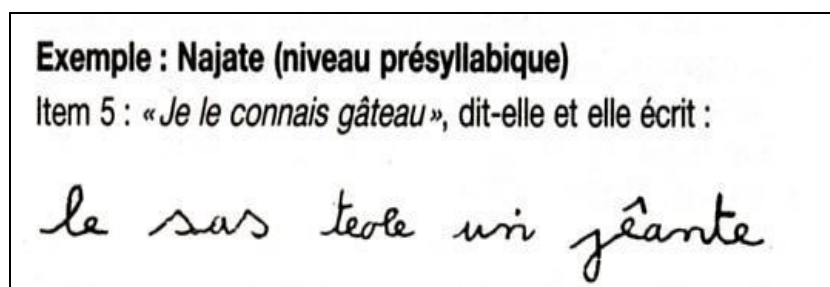 Exemple : Najate (niveau présyllabique)
Item 5 : «Je le connais gâteau», dit-elle et elle écrit :
le sas teole uni jêante